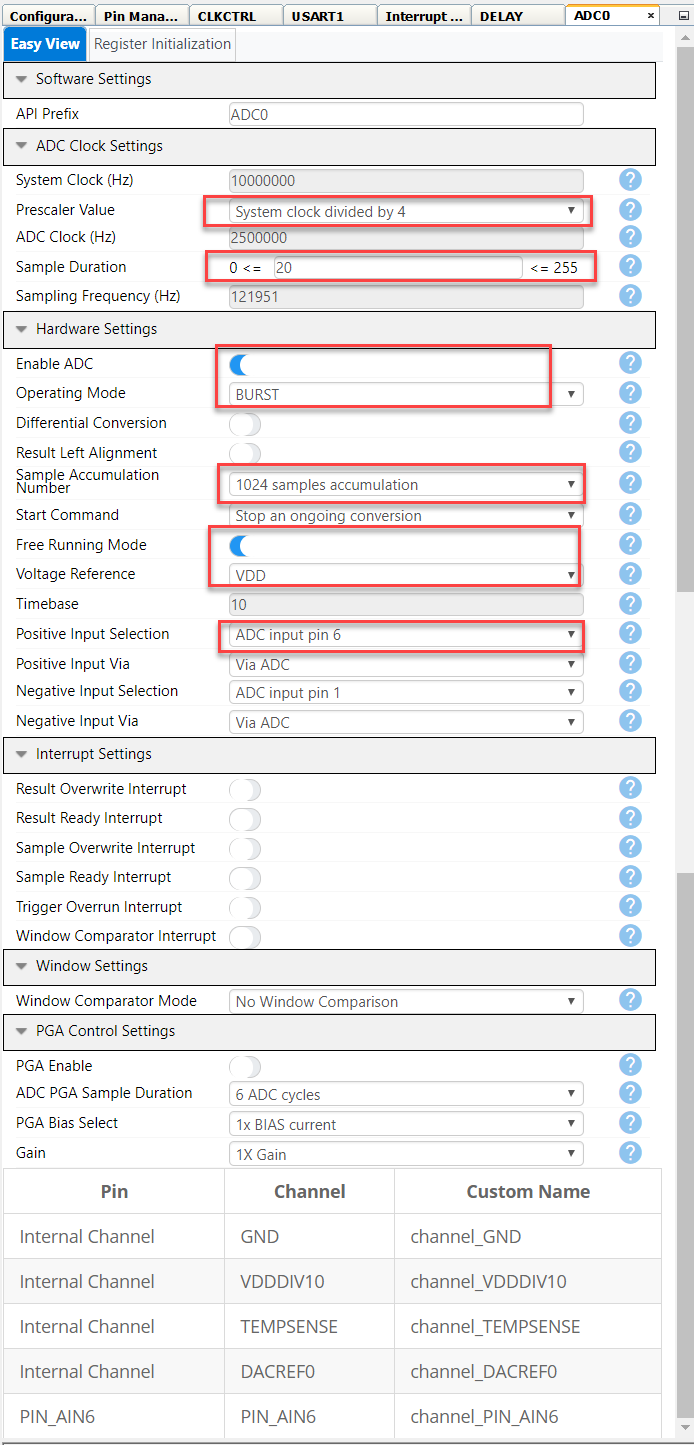 Configura... Pin Mana... CLKCTRL USART1 Interrupt ... DELAY ADC0 ×
Easy View Register Initialization
Software Settings
API Prefix ADC0
ADC Clock Settings
System Clock (Hz) 10000000 ?
Prescaler Value System clock divided by 4 ?
ADC Clock (Hz) 2500000 ?
Sample Duration 0 <= 20 <= 255 ?
Sampling Frequency (Hz) 121951 ?
Hardware Settings
Enable ADC ?
Operating Mode BURST ?
Differential Conversion ?
Result Left Alignment ?
Sample Accumulation
Number 1024 samples accumulation ?
Start Command Stop an ongoing conversion ?
Free Running Mode ?
Voltage Reference VDD ?
Timebase 10 ?
Positive Input Selection ADC input pin 6 ?
Positive Input Via Via ADC ?
Negative Input Selection ADC input pin 1 ?
Negative Input Via Via ADC ?
Interrupt Settings
Result Overwrite Interrupt ?
Result Ready Interrupt ?
Sample Overwrite Interrupt ?
Sample Ready Interrupt ?
Trigger Overrun Interrupt ?
Window Comparator Interrupt ?
Window Settings
Window Comparator Mode No Window Comparison ?
PGA Control Settings
PGA Enable ?
ADC PGA Sample Duration 6 ADC cycles ?
PGA Bias Select 1x BIAS current ?
Gain 1X Gain ?
Pin Channel Custom Name
Internal Channel GND channel_GND
Internal Channel VDDDIV10 channel_VDDDIV10
Internal Channel TEMPSENSE channel_TEMPSENSE
Internal Channel DACREF0 channel_DACREF0
PIN_AIN6 PIN_AIN6 channel_PIN_AIN6